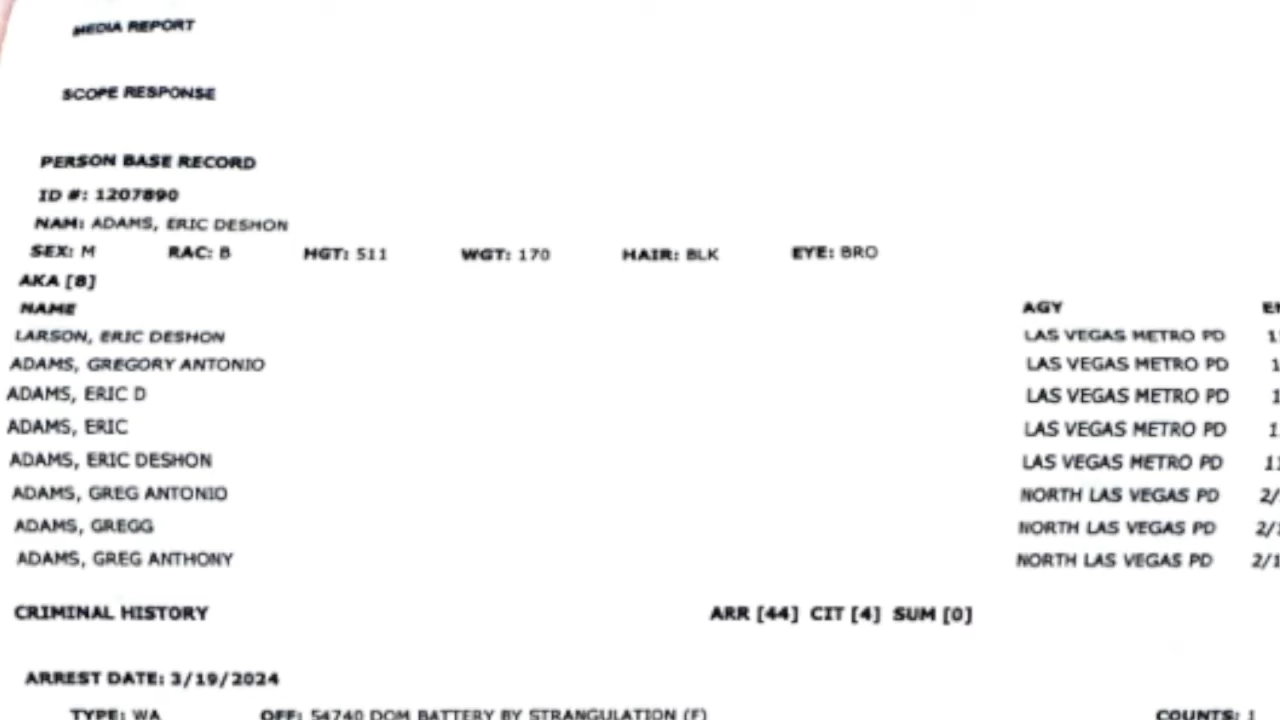 MEDIA REPORT
SCOPE RESPONSE
PERSON BASE RECORD
ID #: 1207890
NAM: ADAMS, ERIC DESHON
SEX: M RAC: B HGT: 511 WGT: 170 HAIR: BLK EYE: BRO
AKA [8]
NAME AGY
LARSON, ERIC DESHON LAS VEGAS METRO PD
ADAMS, GREGORY ANTONIO LAS VEGAS METRO PD
ADAMS, ERIC D LAS VEGAS METRO PD
ADAMS, ERIC LAS VEGAS METRO PD
ADAMS, ERIC DESHON LAS VEGAS METRO PD
ADAMS, GREG ANTONIO NORTH LAS VEGAS PD
ADAMS, GREGG NORTH LAS VEGAS PD
ADAMS, GREG ANTHONY NORTH LAS VEGAS PD
CRIMINAL HISTORY ARR [44] CIT [4] SUM [0]
ARREST DATE: 3/19/2024
TYPE: WA OFF: 54740 DOM BATTERY BY STRANGULATION (F) COUNTS: 1